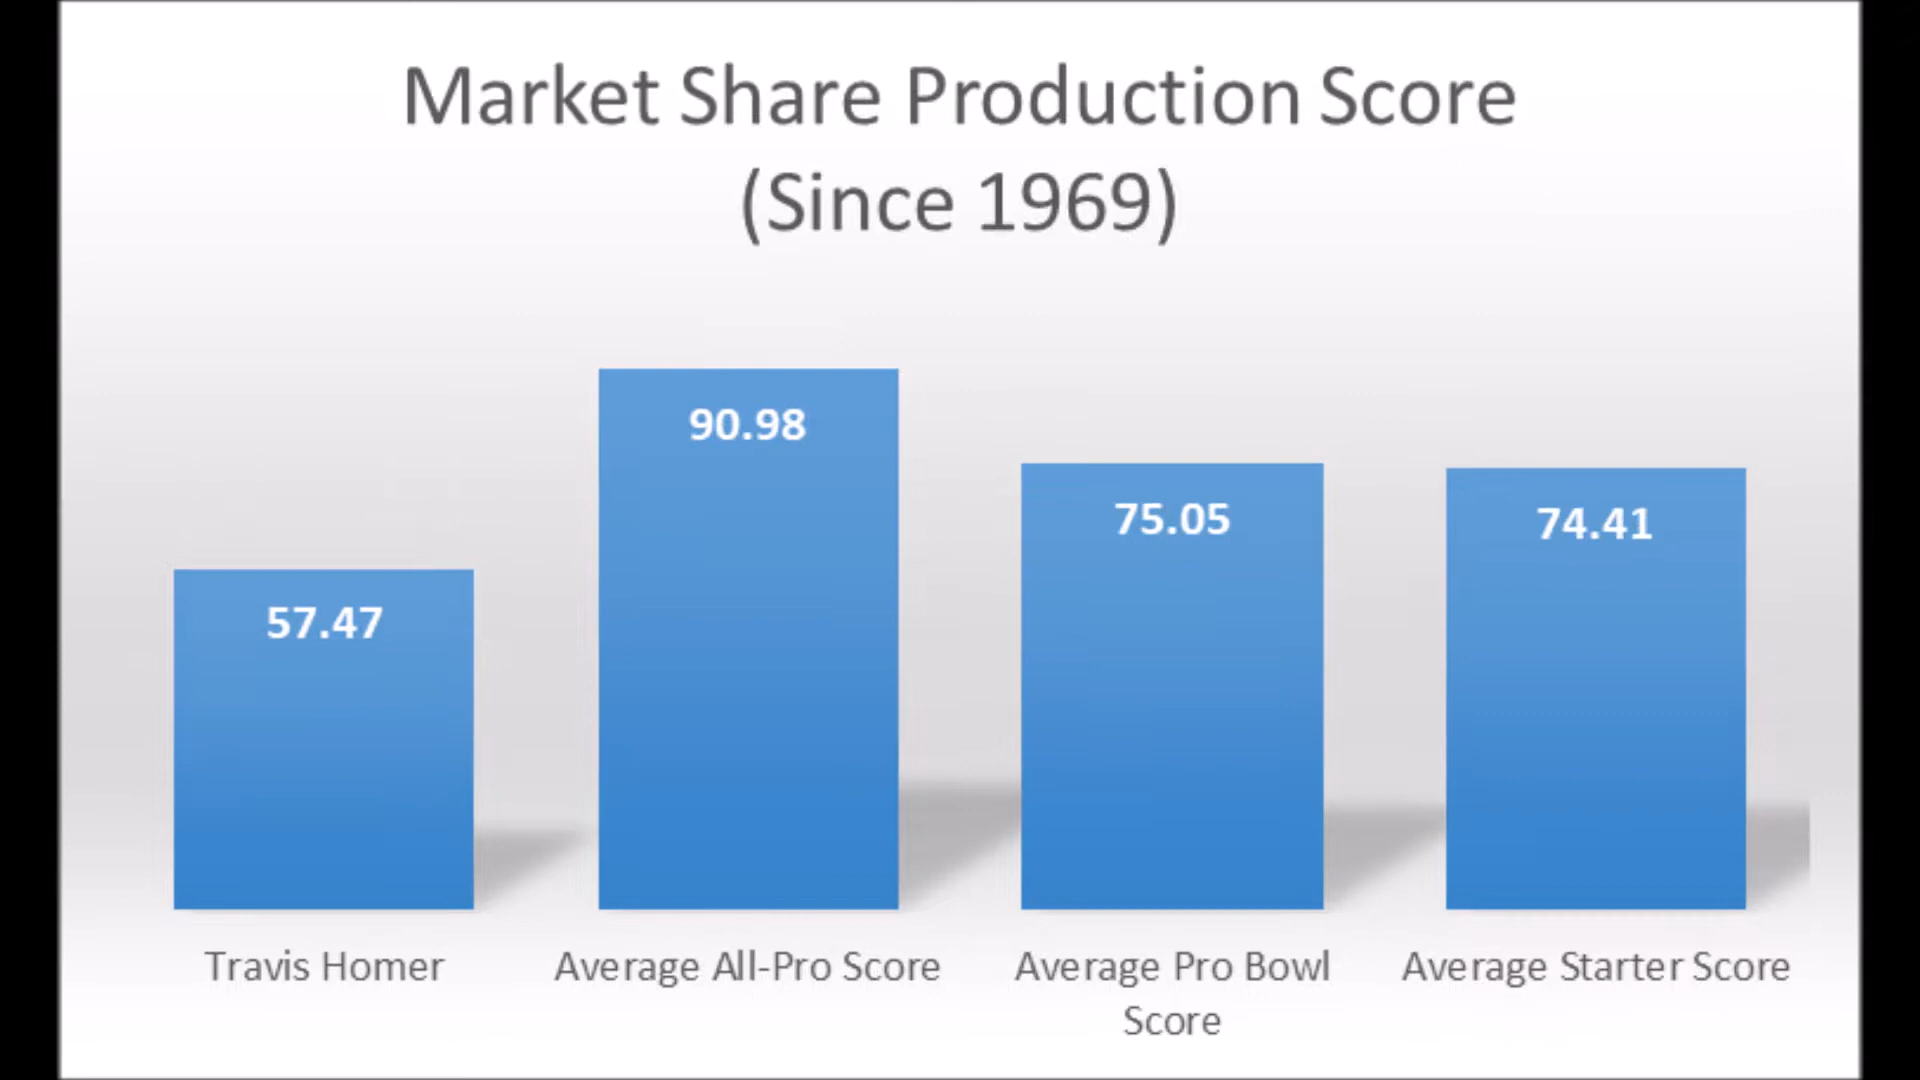 Market Share Production Score
(Since 1969)
57.47
90.98
75.05
74.41
Travis Homer
Average All-Pro Score
Average Pro Bowl
Score
Average Starter Score